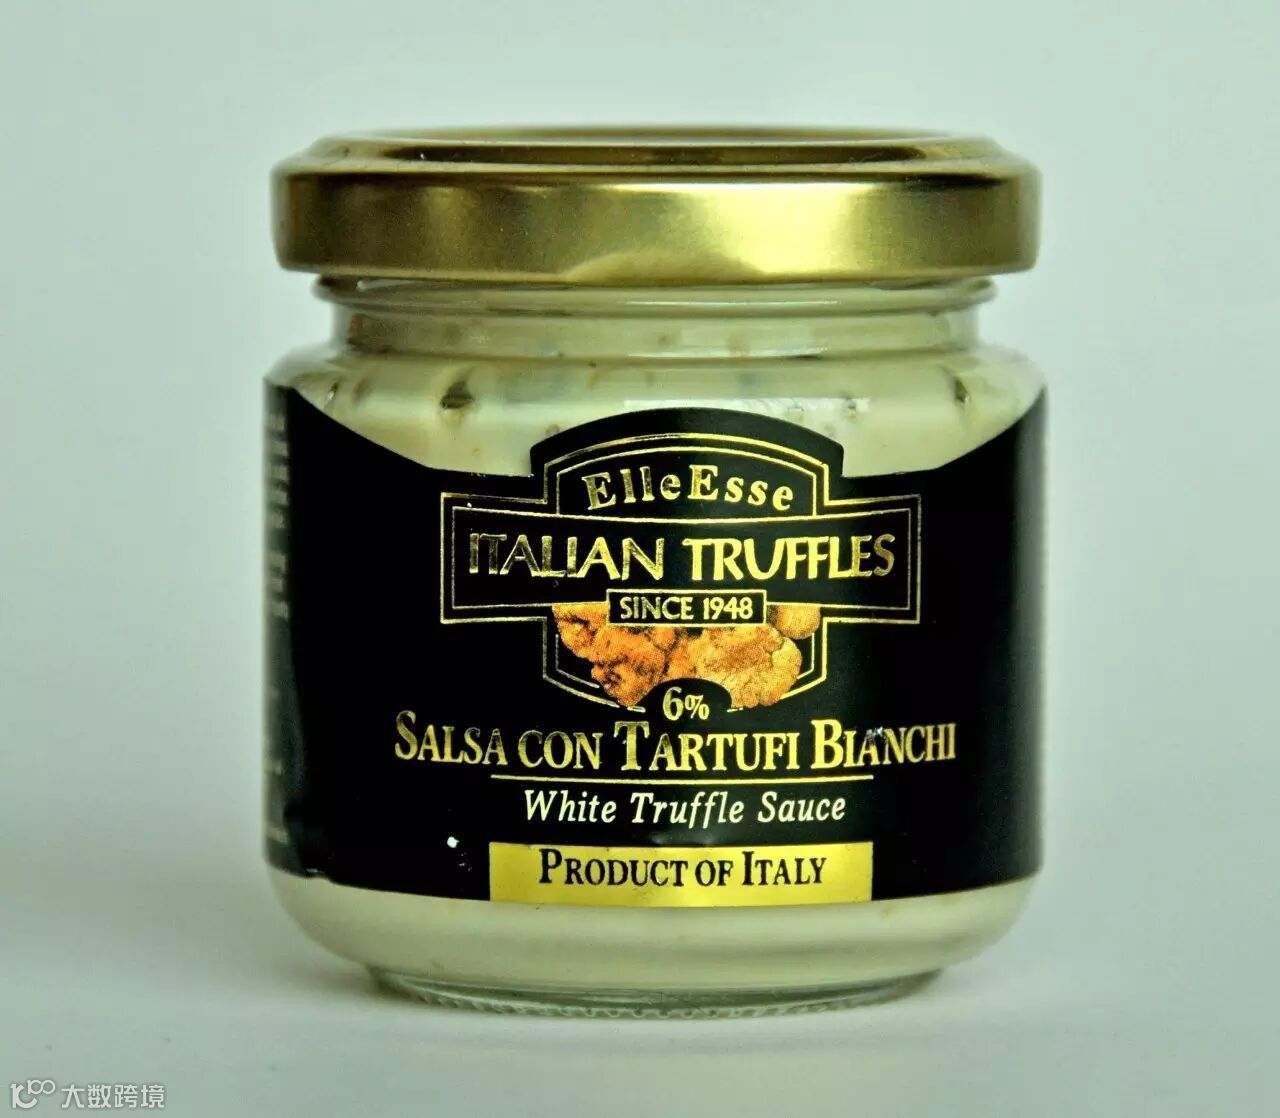 ElleEsse
ITALIAN TRUFFLES
SINCE 1948
6%
SALSA CON TARTUFI BIANCHI
White Truffle Sauce
PRODUCT OF ITALY
大数跨境